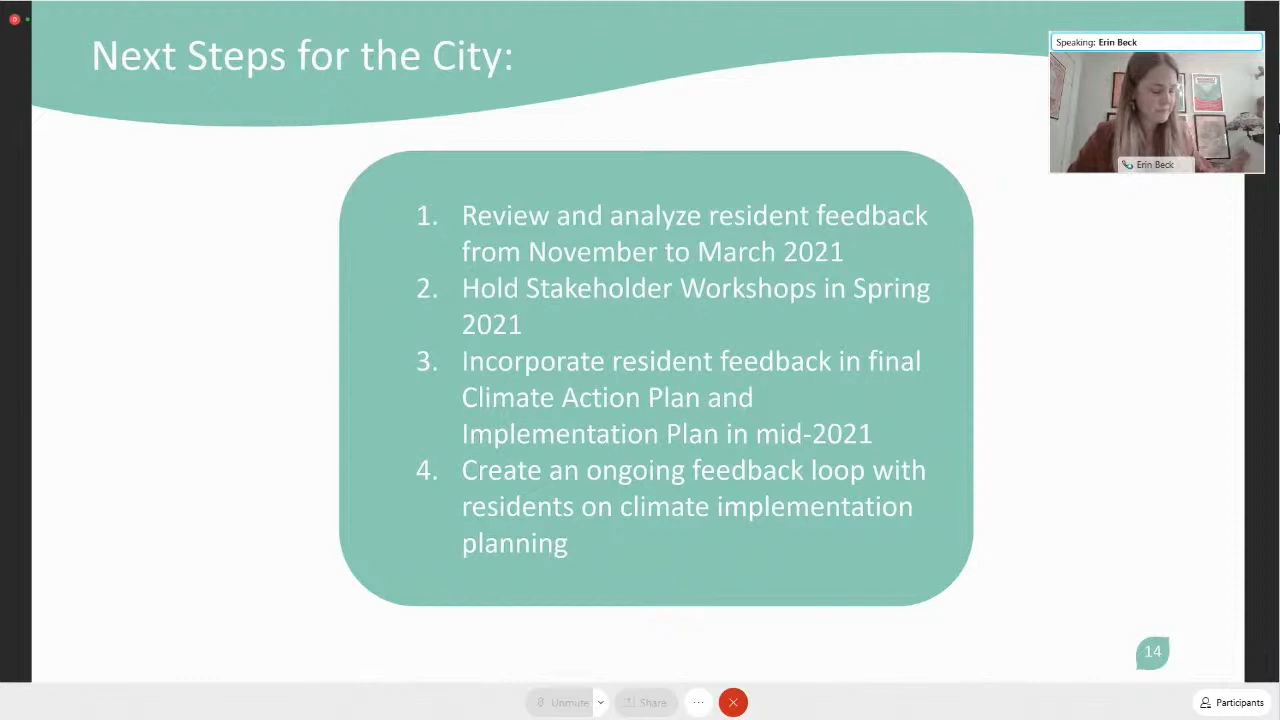 Next Steps for the City:
Speaking: Erin Beck
Erin Beck
1. Review and analyze resident feedback
from November to March 2021
2. Hold Stakeholder Workshops in Spring
2021
3. Incorporate resident feedback in final
Climate Action Plan and
Implementation Plan in mid-2021
4. Create an ongoing feedback loop with
residents on climate implementation
planning
14
Unmute
Share
Participants